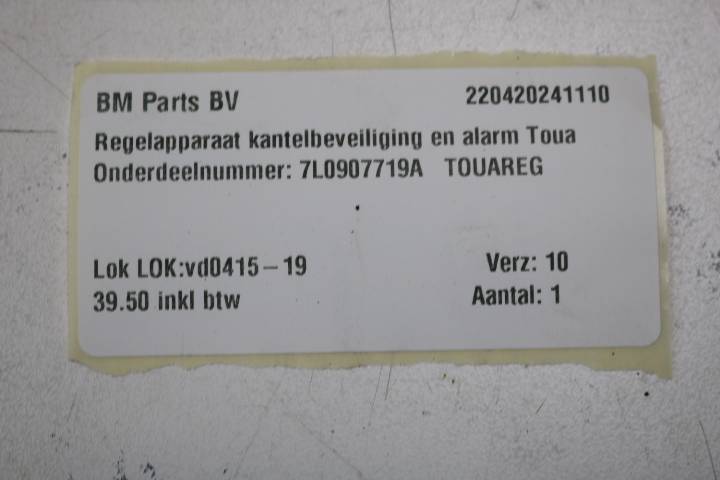 BM Parts BV 220420241110
Regelapparaat kantelbeveiliging en alarm Toua
Onderdeelnummer: 7L0907719A TOUAREG
Lok LOK:vd0415-19 Verz: 10
39.50 inkl btw Aantal: 1